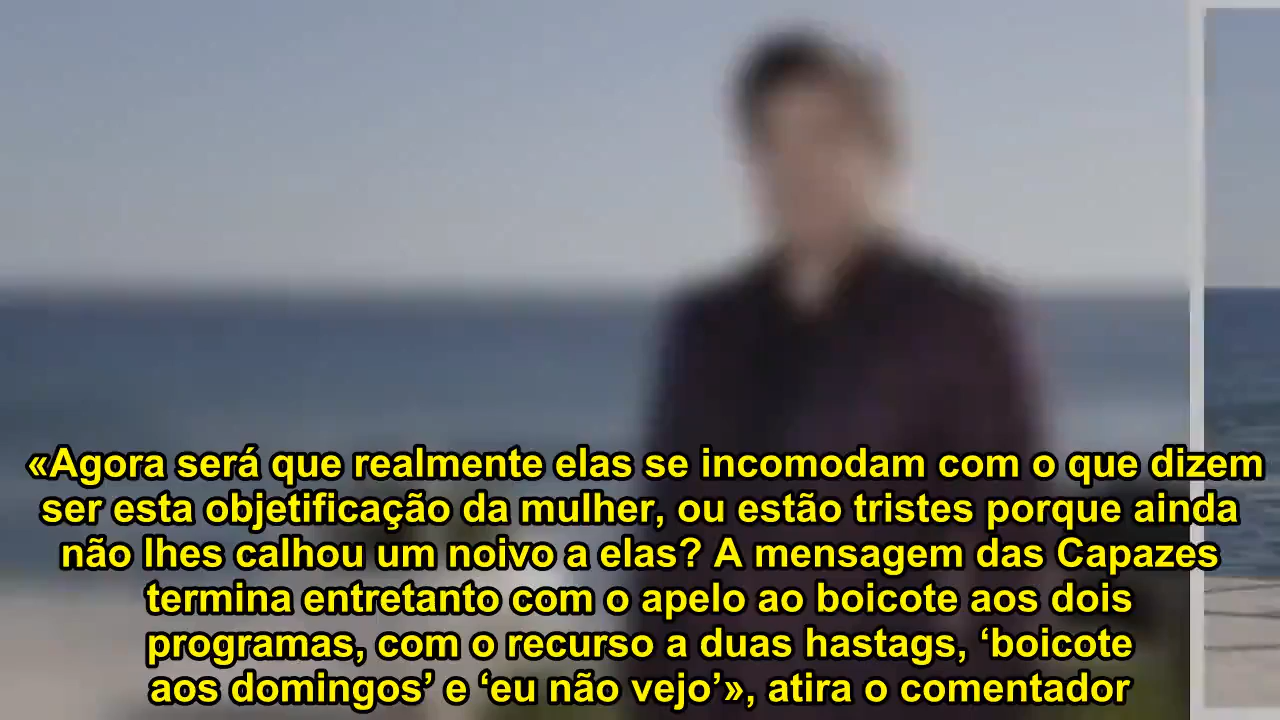 «Agora será que realmente elas se incomodam com o que dizem
ser esta objetificação da mulher, ou estão tristes porque ainda
não lhes calhou um noivo a elas? A mensagem das Capazes
termina entretanto com o apelo ao boicote aos dois
programas, com o recurso a duas hastags, ‘boicote
aos domingos’ e ‘eu não vejo’», atira o comentador